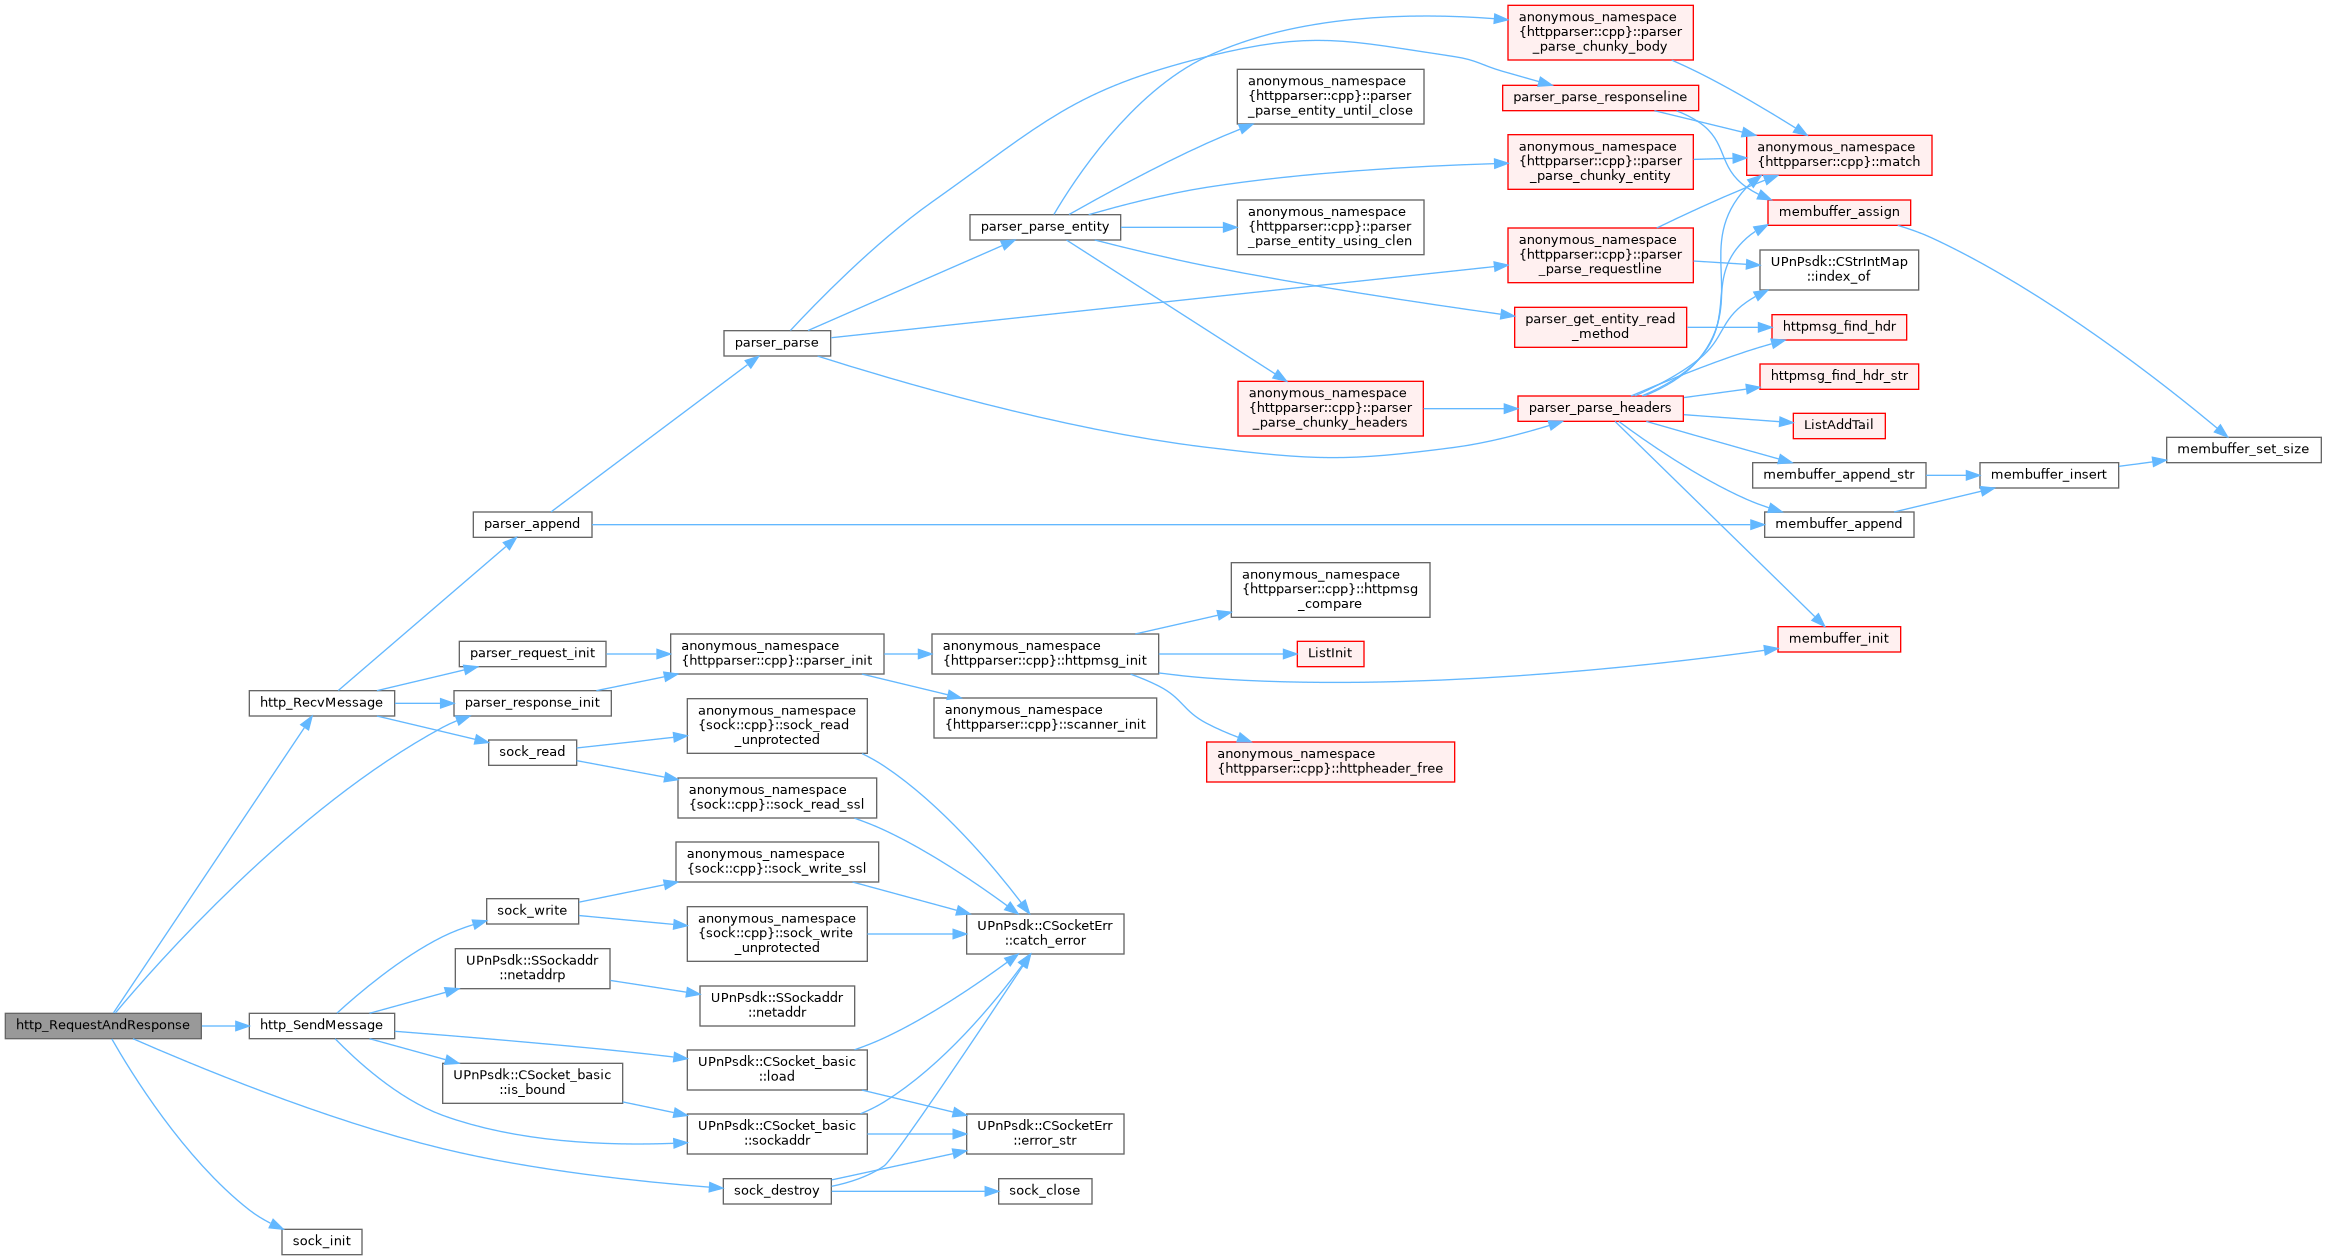 http_RequestAndResponse
http_RecvMessage
parser_append
parser_parse
parser_parse_entity
anonymous_namespace
{httpparser::cpp}::parser
_parse_chunky_body
anonymous_namespace
{httpparser::cpp}::parser
_parse_entity_until_close
parser_parse_responseline
anonymous_namespace
{httpparser::cpp}::parser
_parse_chunky_entity
anonymous_namespace
{httpparser::cpp}::match
anonymous_namespace
{httpparser::cpp}::parser
_parse_entity_using_clen
membuffer_assign
anonymous_namespace
{httpparser::cpp}::parser
_parse_requestline
UPnPsdk::CStrIntMap
::index_of
parser_get_entity_read
_method
httpmsg_find_hdr
httpmsg_find_hdr_str
anonymous_namespace
{httpparser::cpp}::parser
_parse_chunky_headers
parser_parse_headers
ListAddTail
membuffer_append_str
membuffer_insert
membuffer_set_size
membuffer_append
membuffer_init
parser_request_init
parser_response_init
anonymous_namespace
{httpparser::cpp}::parser_init
anonymous_namespace
{httpparser::cpp}::httpmsg_init
anonymous_namespace
{httpparser::cpp}::httpmsg
_compare
ListInit
anonymous_namespace
{httpparser::cpp}::scanner_init
anonymous_namespace
{httpparser::cpp}::httpheader_free
sock_read
anonymous_namespace
{sock::cpp}::sock_read
_unprotected
anonymous_namespace
{sock::cpp}::sock_read_ssl
http_SendMessage
sock_write
anonymous_namespace
{sock::cpp}::sock_write_ssl
anonymous_namespace
{sock::cpp}::sock_write
_unprotected
UPnPsdk::CSocketErr
::catch_error
UPnPsdk::SSockaddr
::netaddrp
UPnPsdk::SSockaddr
::netaddr
UPnPsdk::CSocket_basic
::load
UPnPsdk::CSocket_basic
::is_bound
UPnPsdk::CSocket_basic
::sockaddr
UPnPsdk::CSocketErr
::error_str
sock_destroy
sock_close
sock_init